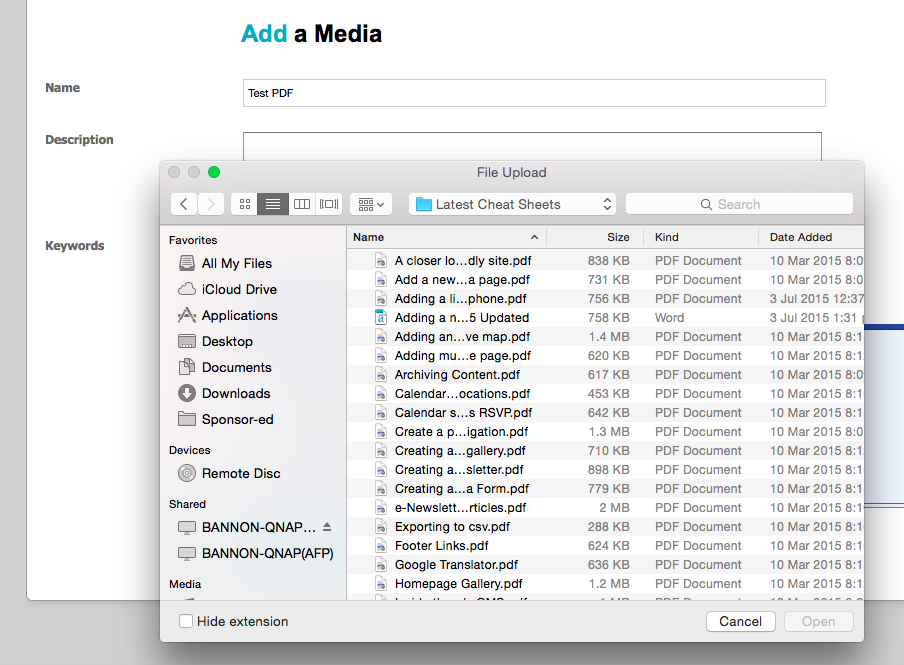 Add a Media
Name
Test PDF
Description
Keywords
File Upload
Latest Cheat Sheets
Search
Favorites
All My Files
iCloud Drive
Applications
Desktop
Documents
Downloads
Sponsor-ed
Devices
Remote Disc
Shared
BANNON-QNAP...
BANNON-QNAP(AFP)
Media
Name Size Kind Date Added
A closer lo...dly site.pdf 838 KB PDF Document 10 Mar 2015 8:0
Add a new...a page.pdf 731 KB PDF Document 10 Mar 2015 8:0
Adding a li...phone.pdf 756 KB PDF Document 3 Jul 2015 12:37
Adding a n...5 Updated 758 KB Word 3 Jul 2015 1:31
Adding an...ve map.pdf 1.4 MB PDF Document 10 Mar 2015 8:1
Adding mu...e page.pdf 620 KB PDF Document 10 Mar 2015 8:1
Archiving Content.pdf 617 KB PDF Document 10 Mar 2015 8:0
Calendar...ocations.pdf 453 KB PDF Document 10 Mar 2015 8:1
Calendar s...s RSVP.pdf 642 KB PDF Document 10 Mar 2015 8:1
Create a p...igation.pdf 1.3 MB PDF Document 10 Mar 2015 8:0
Creating a...gallery.pdf 710 KB PDF Document 10 Mar 2015 8:1
Creating a...sletter.pdf 898 KB PDF Document 10 Mar 2015 8:1
Creating a...a Form.pdf 779 KB PDF Document 10 Mar 2015 8:1
e-Newslett...rticles.pdf 2 MB PDF Document 10 Mar 2015 8:1
Exporting to csv.pdf 288 KB PDF Document 10 Mar 2015 8:1
Footer Links.pdf 624 KB PDF Document 10 Mar 2015 8:1
Google Translator.pdf 636 KB PDF Document 10 Mar 2015 8:1
Homepage Gallery.pdf 1.2 MB PDF Document 10 Mar 2015 8:1
Hide extension
Cancel
Open